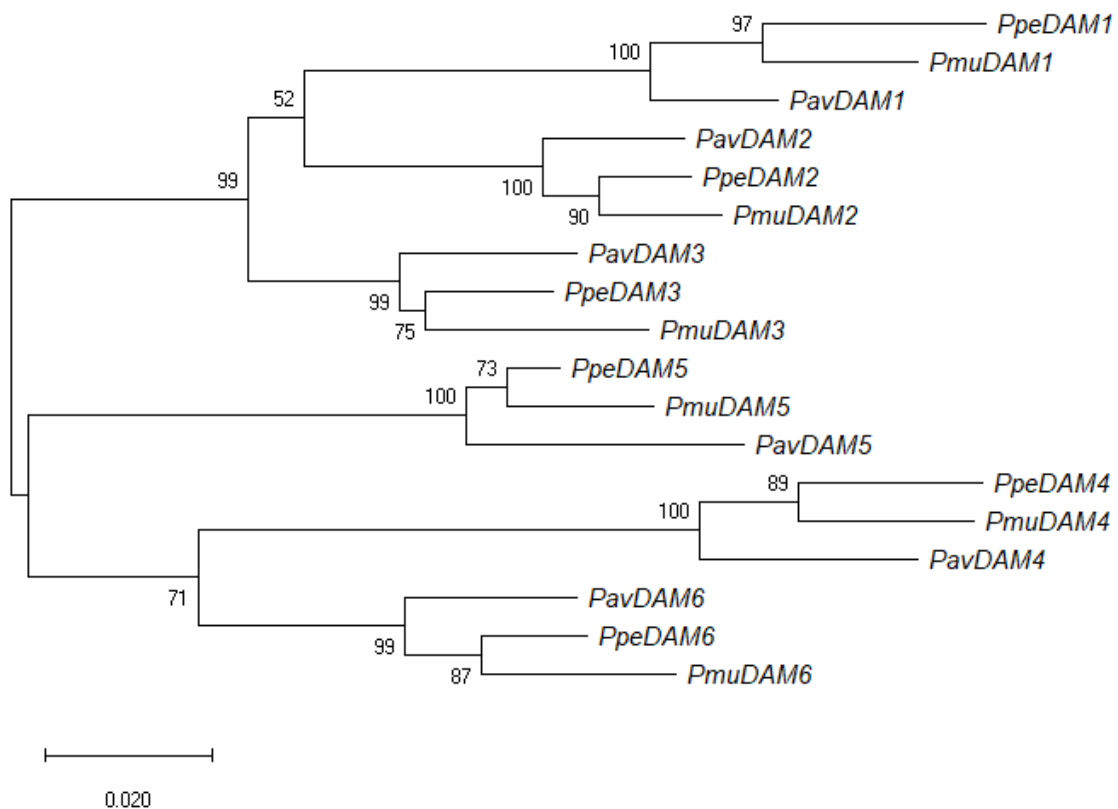 97
PpeDAM1
100
PmuDAM1
52
PavDAM1
PavDAM2
99
100
PpeDAM2
90
PmuDAM2
PavDAM3
99
PpeDAM3
75
PmuDAM3
73
PpeDAM5
100
PmuDAM5
PavDAM5
89
PpeDAM4
100
PmuDAM4
PavDAM4
71
PavDAM6
99
PpeDAM6
87
PmuDAM6
0.020